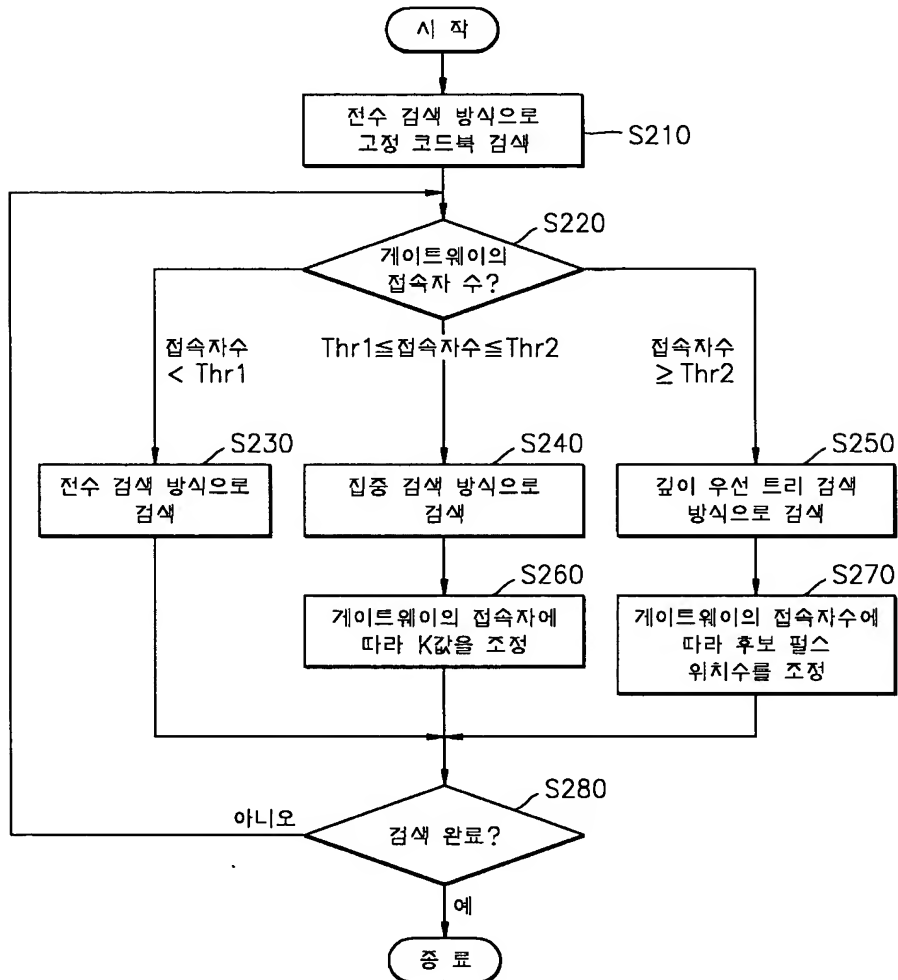 시 작
전수 검색 방식으로
고정 코드북 검색
S210
S220
게이트웨이의
접속자 수?
접속자수
< Thr1
Thr1≦접속자수≦Thr2
접속자수
≧ Thr2
S230
전수 검색 방식으로
검색
S240
집중 검색 방식으로
검색
S250
깊이 우선 트리 검색
방식으로 검색
S260
게이트웨이의 접속자에
따라 K값을 조정
S270
게이트웨이의 접속자수에
따라 후보 펄스
위치수를 조정
S280
아니오
검색 완료?
예
종 료